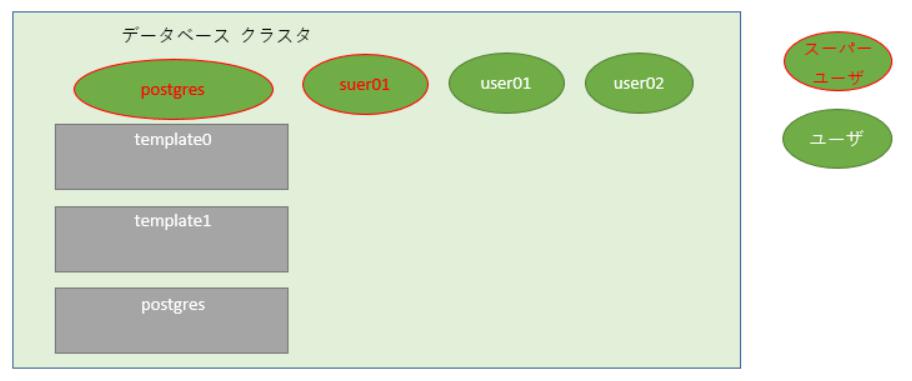 データベース クラスタ
postgres
suer01
user01
user02
template0
template1
postgres
スーパー
ユーザ
ユーザ